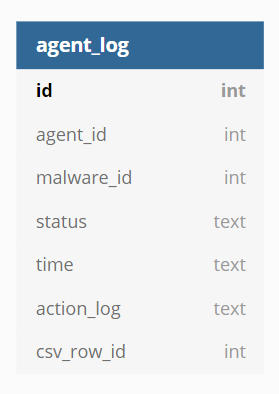 agent_log
id int
agent_id int
malware_id int
status text
time text
action_log text
csv_row_id int